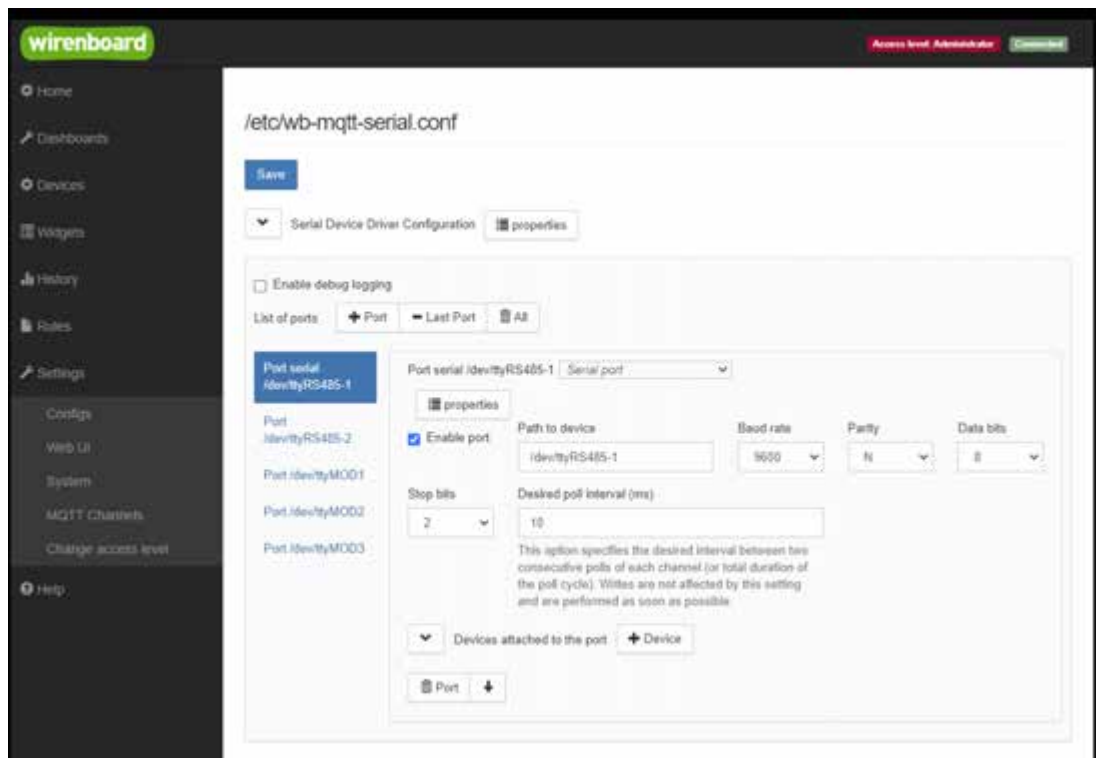 wirenboard
Access level: Administrator
Connected
Home
Dashboards
Devices
Widgets
History
Rules
Settings
Configs
Web UI
System
MQTT Channels
Change access level
Help
/etc/wb-mqtt-serial.conf
Save
Serial Device Driver Configuration
properties
Enable debug logging
List of ports
Port
Last Port
All
Port serial
/dev/ttyRS485-1
Port
/dev/ttyRS485-2
Port /dev/ttyMOD1
Port /dev/ttyMOD2
Port /dev/ttyMOD3
Port serial /dev/ttyRS485-1
Serial port
properties
Enable port
Path to device
/dev/ttyRS485-1
Baud rate
9600
Parity
N
Data bits
8
Stop bits
2
Desired poll interval (ms)
10
This option specifies the desired interval between two
consecutive polls of each channel (or total duration of
the poll cycle). Writes are not affected by this setting
and are performed as soon as possible
Devices attached to the port
Device
Port